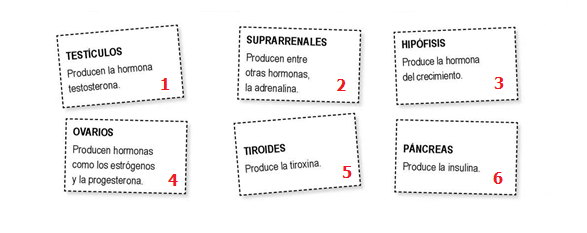 TESTÍCULOS
Producen la hormona
testosterona.
1
SUPRARRENALES
Producen entre
otras hormonas,
la adrenalina.
2
HIPÓFISIS
Produce la hormona
del crecimiento.
3
OVARIOS
Producen hormonas
como los estrógenos
y la progesterona.
4
TIROIDES
Produce la tiroxina.
5
PÁNCREAS
Produce la insulina.
6